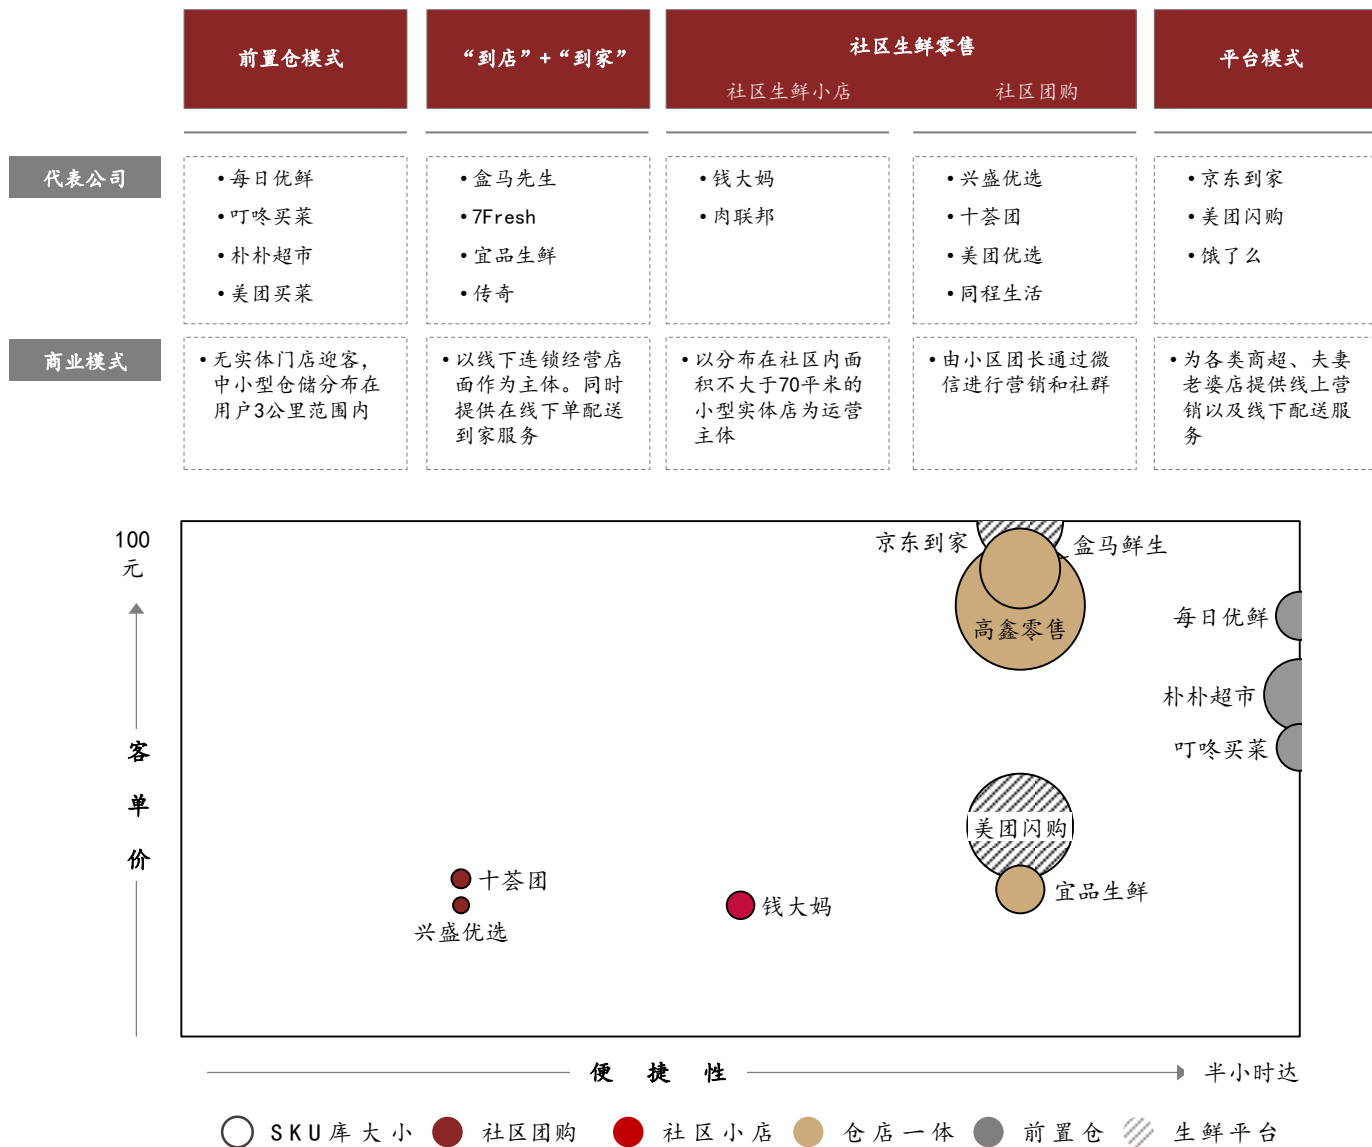 前置仓模式
“到店”+“到家”
社区生鲜零售
社区生鲜小店
社区团购
平台模式
代表公司
•每日优鲜
•叮咚买菜
•朴朴超市
•美团买菜
•盒马先生
•7Fresh
•宜品生鲜
•传奇
•钱大妈
•肉联邦
•兴盛优选
•十荟团
•美团优选
•同程生活
•京东到家
•美团闪购
•饿了么
商业模式
•无实体门店迎客，
中小型仓储分布在
用户3公里范围内
•以线下连锁经营店
面作为主体。同时
提供在线下单配送
到家服务
•以分布在社区内面
积不大于70平米的
小型实体店为运营
主体
•由小区团长通过微
信进行营销和社群
•为各类商超、夫妻
老婆店提供线上营
销以及线下配送服
务
100
元
客
单
价
京东到家
盒马鲜生
高鑫零售
每日优鲜
朴朴超市
叮咚买菜
美团闪购
宜品生鲜
十荟团
兴盛优选
钱大妈
便捷性
半小时达
SKU库大小
社区团购
社区小店
仓店一体
前置仓
生鲜平台